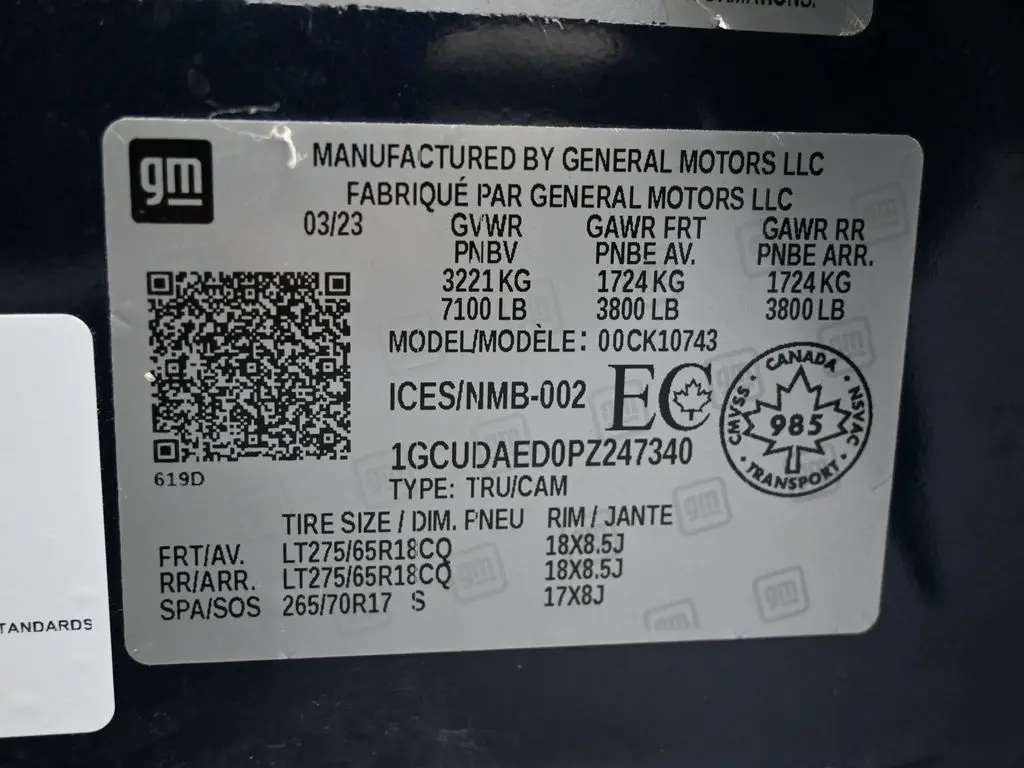 gm
MANUFACTURED BY GENERAL MOTORS LLC
FABRIQUÉ PAR GENERAL MOTORS LLC
03/23 GVWR GAWR FRT GAWR RR
PNBV PNBE AV. PNBE ARR.
3221 KG 1724 KG 1724 KG
7100 LB 3800 LB 3800 LB
MODEL/MODÈLE: 00CK10743
ICES/NMB-002 EC
CANADA
CMVSS • NSVAC
985
• TRANSPORT •
1GCUDAED0PZ247340
619D
TYPE: TRU/CAM
TIRE SIZE / DIM. PNEU RIM / JANTE
FRT/AV. LT275/65R18CQ 18X8.5J
RR/ARR. LT275/65R18CQ 18X8.5J
SPA/SOS 265/70R17 S 17X8J
TANDARDS